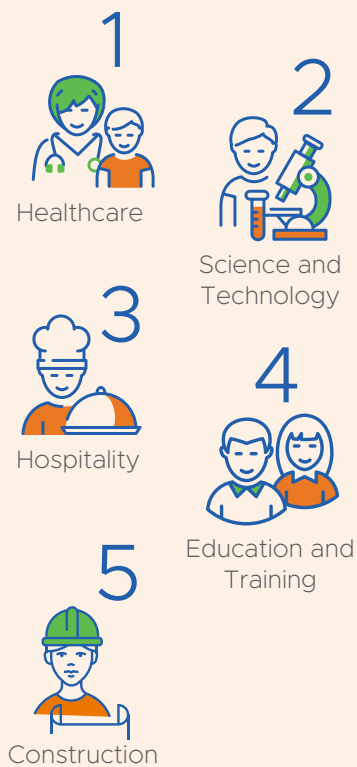 1
Healthcare
2
Science and
Technology
3
Hospitality
4
Education and
Training
5
Construction